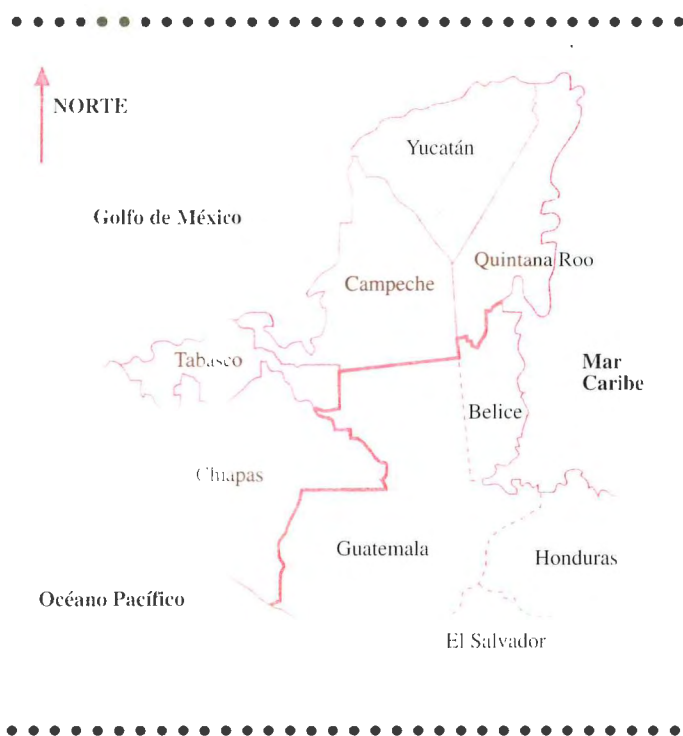 NORTE
Yucatán
Golfo de México
Quintana Roo
Campeche
Tabasco
Mar
Caribe
Belice
Chiapas
Guatemala
Honduras
Océano Pacífico
El Salvador